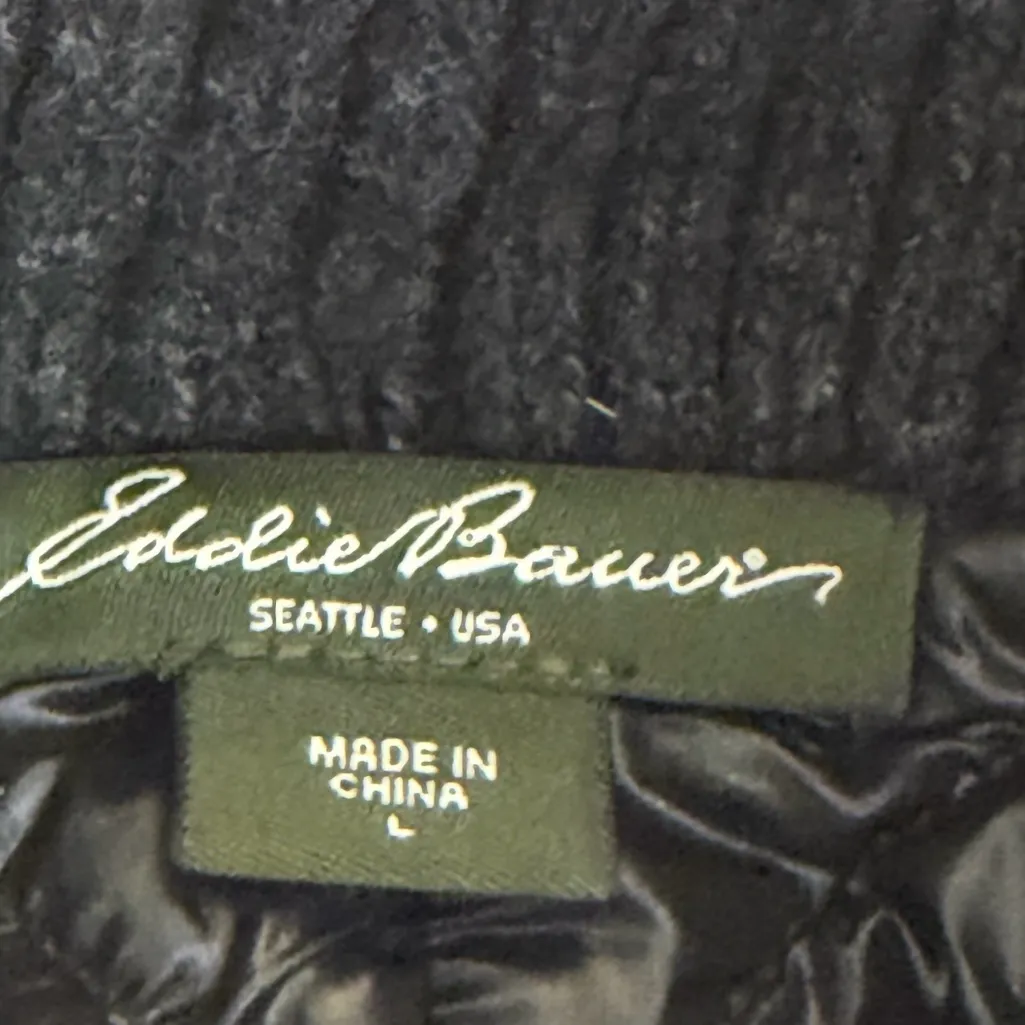 Eddie Bauer
SEATTLE • USA
MADE IN
CHINA
L